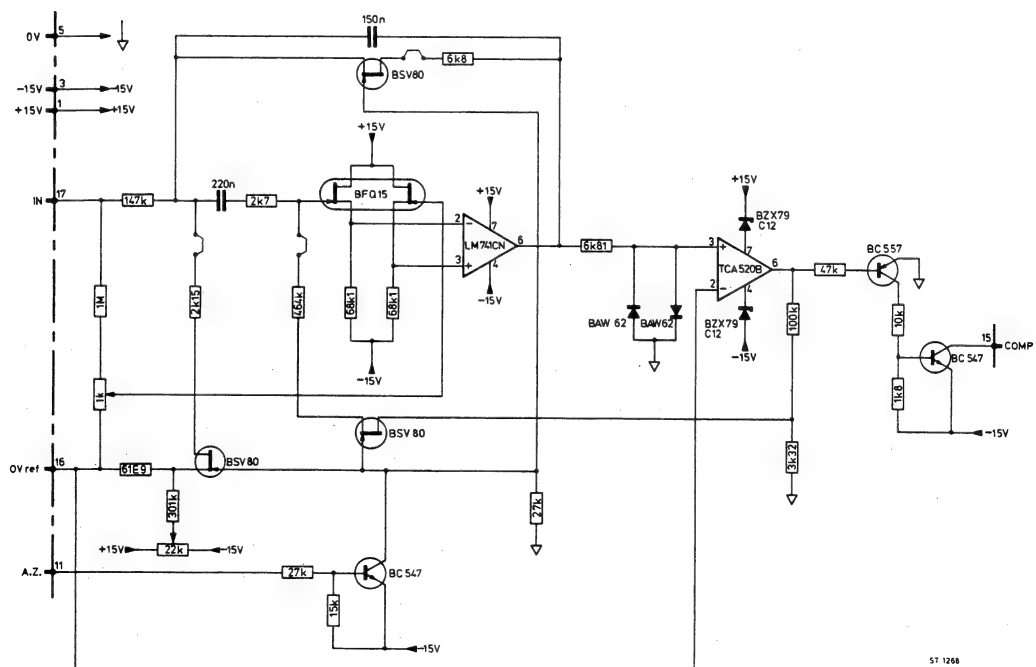 150n
0V 5
BSV80
6k8
-15V 3 -15V
+15V 1 +15V
+15V
IN 17
147k
220n
2k7
BFQ15
+15V
2 -
7
LM741CN
6
3 +
4
-15V
6k81
+15V
BZX79
C12
3 +
7
TCA520B
6
2 -
4
BZX79
C12
-15V
47k
BC557
1M
2k15
464k
68k1
68k1
-15V
BAW 62
BAW62
100k
10k
15
COMP
BC547
1k8
-15V
1k
BSV80
0V ref 16
61E9
BSV80
3k32
301k
27k
+15V
22k
-15V
A.Z. 11
27k
BC547
15k
-15V
ST 1268